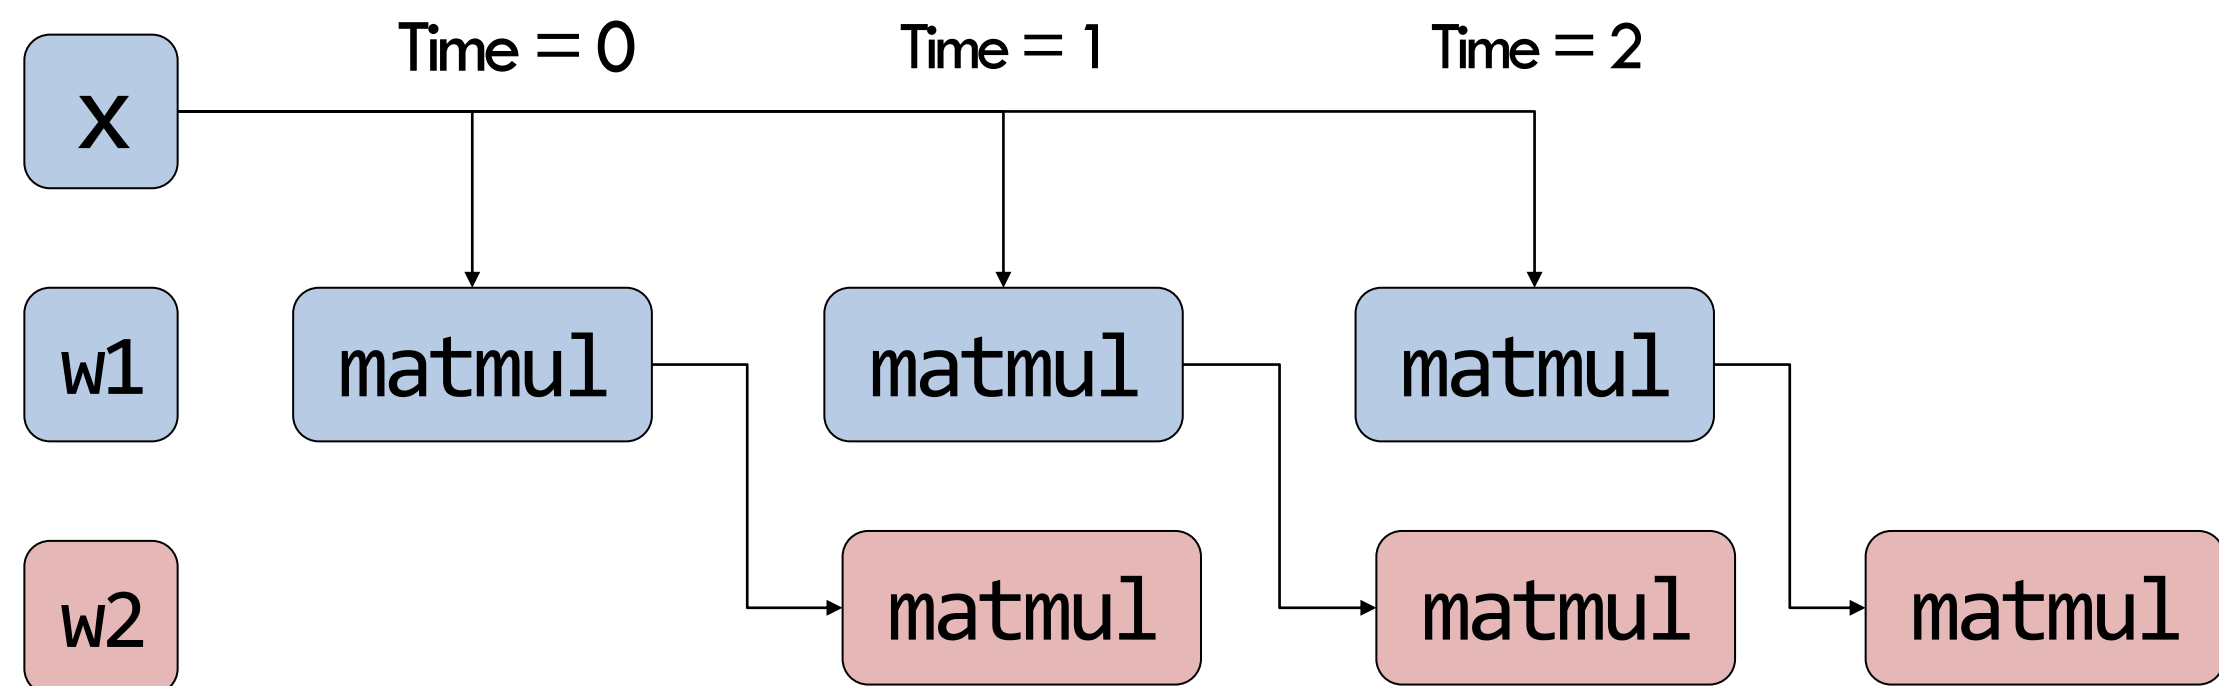 Time = 0 Time = 1 Time = 2
x
w1 matmul matmul matmul
w2 matmul matmul matmul